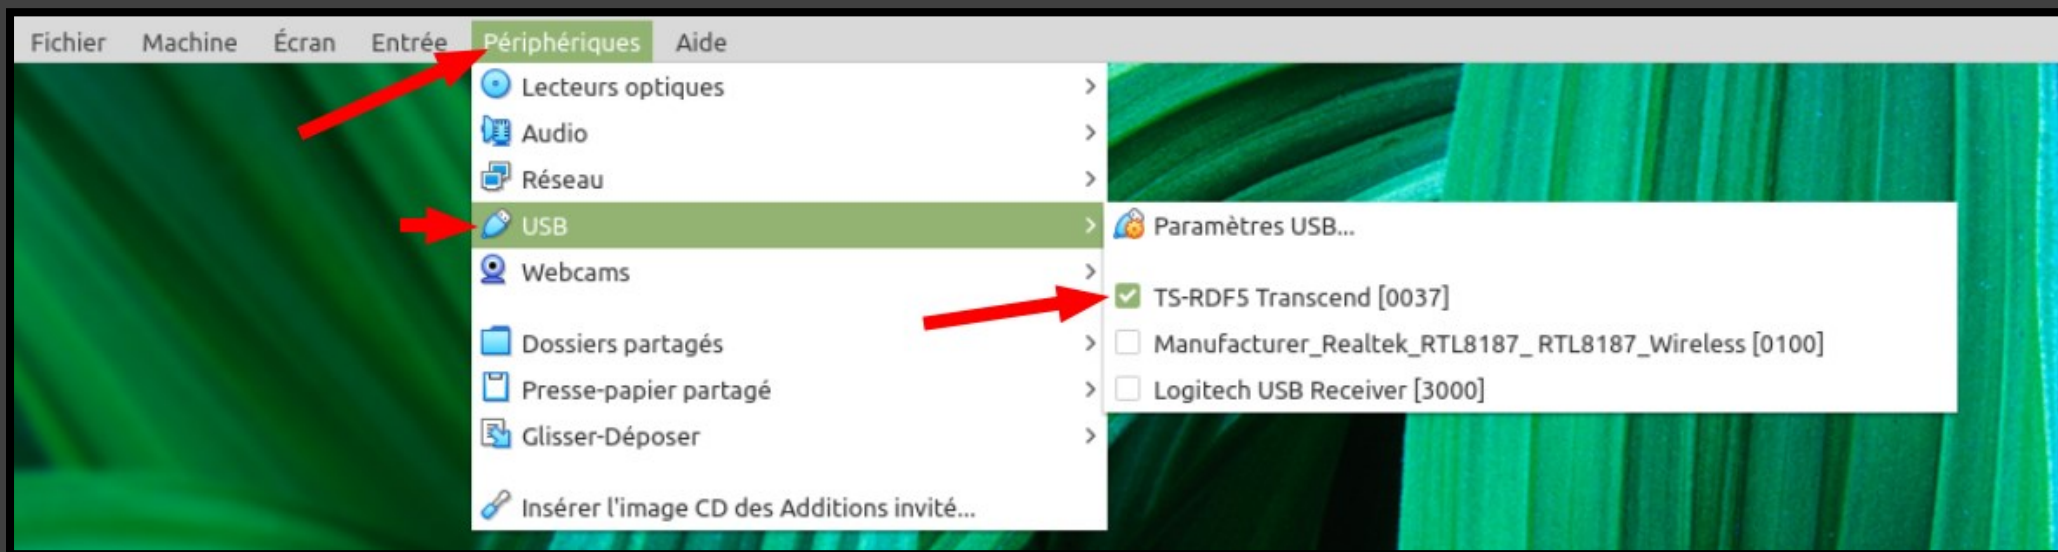 Fichier Machine Écran Entrée Périphériques Aide
Lecteurs optiques
Audio
Réseau
USB
Webcams
Dossiers partagés
Presse-papier partagé
Glisser-Déposer
Insérer l'image CD des Additions invité...
Paramètres USB...
TS-RDF5 Transcend [0037]
Manufacturer_Realtek_RTL8187_ RTL8187_Wireless [0100]
Logitech USB Receiver [3000]